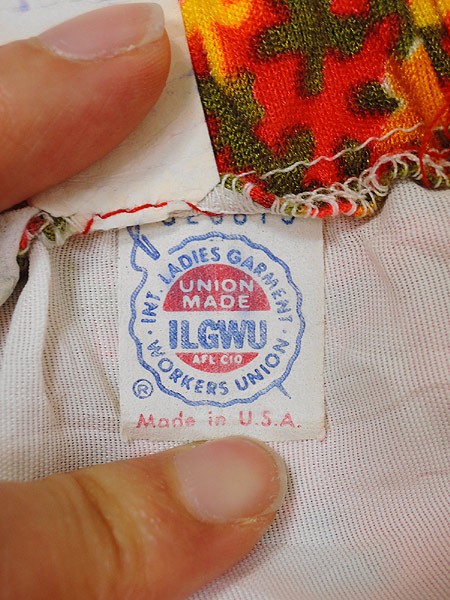 INT. LADIES GARMENT
UNION
MADE
ILGWU
AFL-CIO
WORKERS UNION
®
Made in U.S.A.